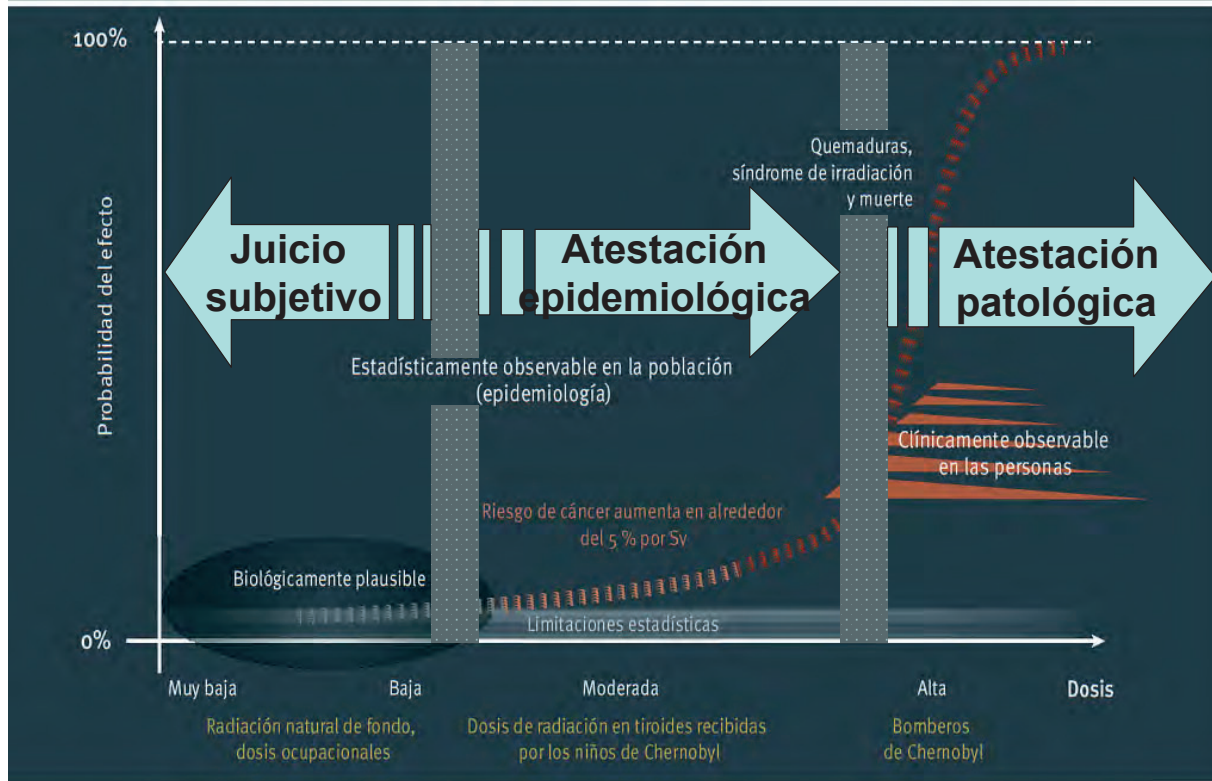 100%
Probabilidad del efecto
Quemaduras,
síndrome de irradiación
y muerte
Juicio
subjetivo
Atestación
epidemiológica
Atestación
patológica
Estadísticamente observable en la población
(epidemiología)
Clínicamente observable
en las personas
Riesgo de cáncer aumenta en alrededor
del 5 % por Sv
Biológicamente plausible
Limitaciones estadísticas
0%
Muy baja
Baja
Moderada
Alta
Dosis
Radiación natural de fondo,
dosis ocupacionales
Dosis de radiación en tiroides recibidas
por los niños de Chernobyl
Bomberos
de Chernobyl